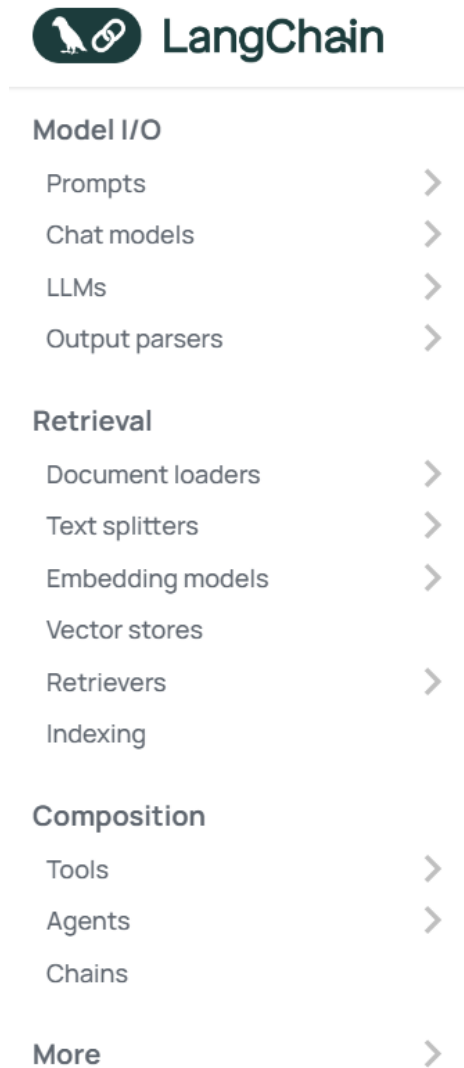 LangChain
Model I/O
Prompts
Chat models
LLMs
Output parsers
Retrieval
Document loaders
Text splitters
Embedding models
Vector stores
Retrievers
Indexing
Composition
Tools
Agents
Chains
More